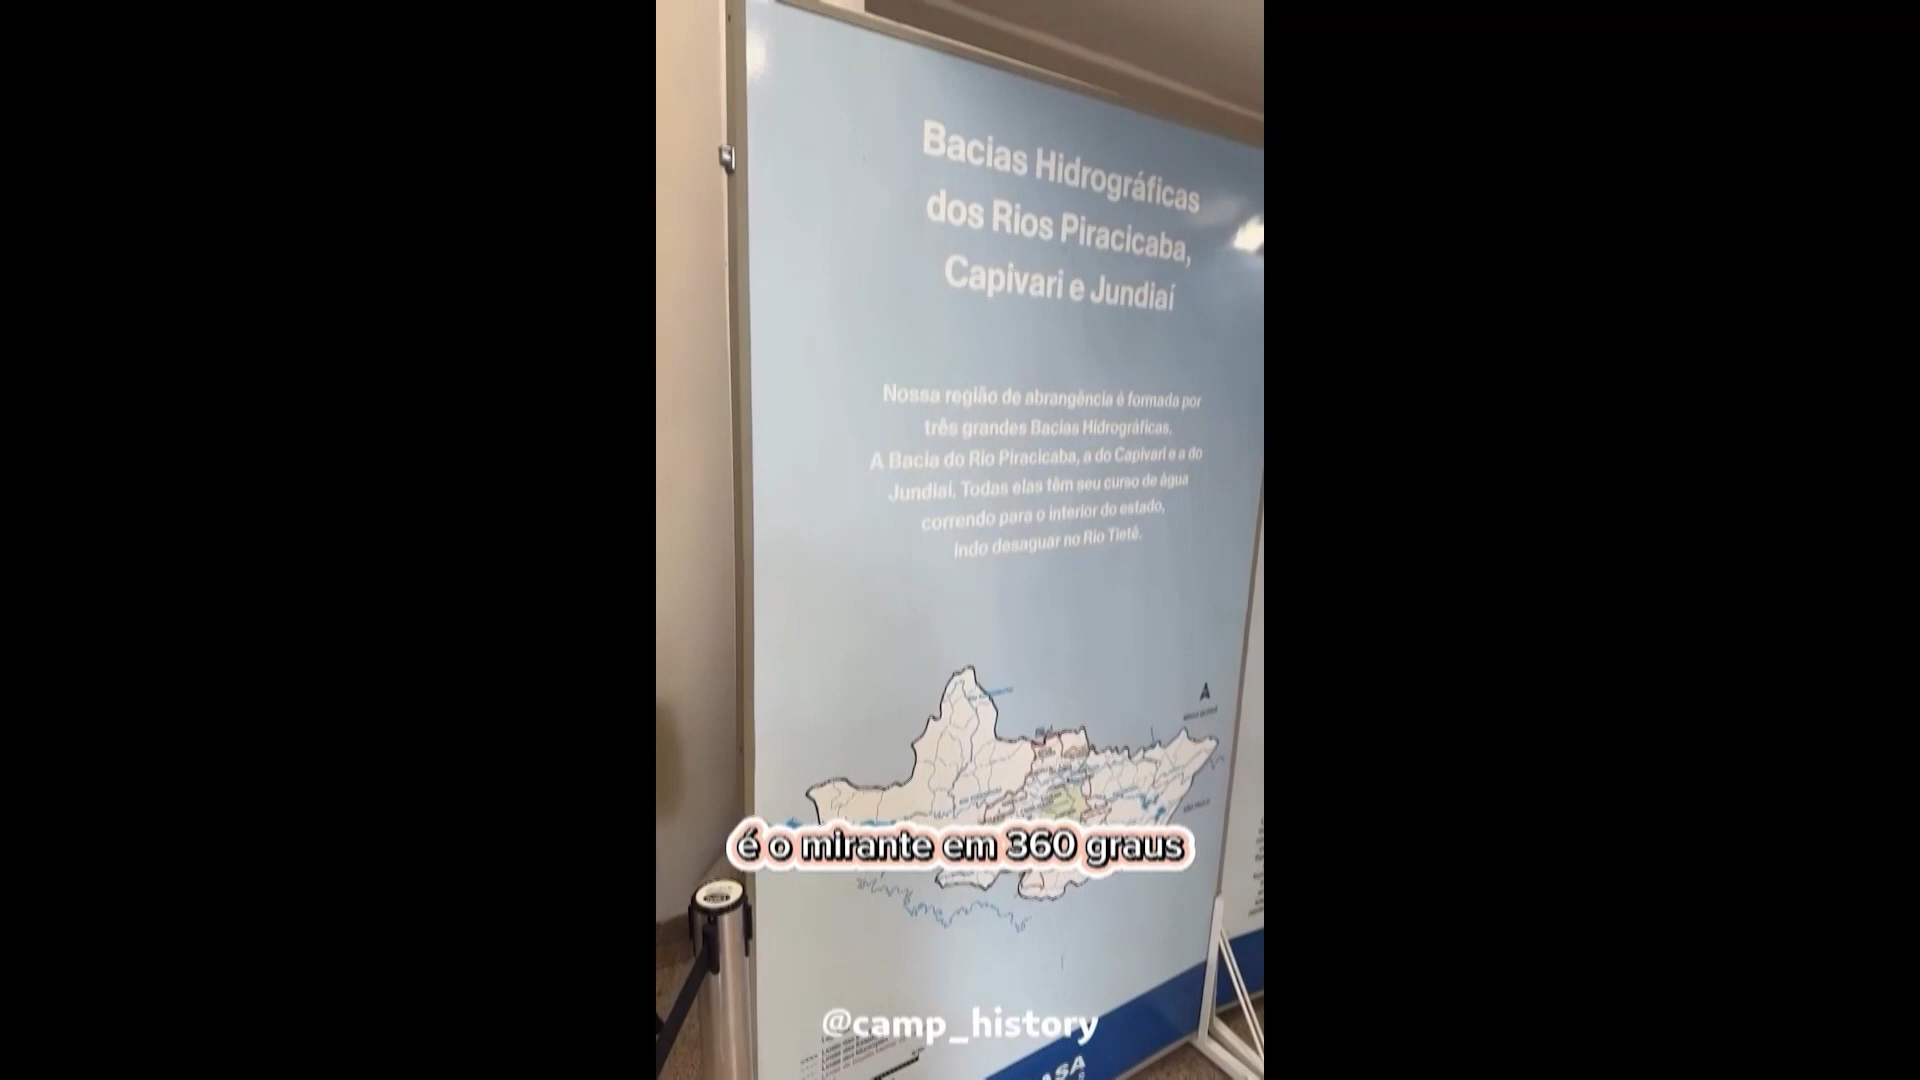 Bacias Hidrográficas
dos Rios Piracicaba,
Capivari e Jundiaí
Nossa região de abrangência é formada por
três grandes Bacias Hidrográficas.
A Bacia do Rio Piracicaba, a do Capivari e a do
Jundiaí. Todas elas têm seu curso de água
correndo para o interior do estado,
indo desaguar no Rio Tietê.
é o mirante em 360 graus
@camp_history